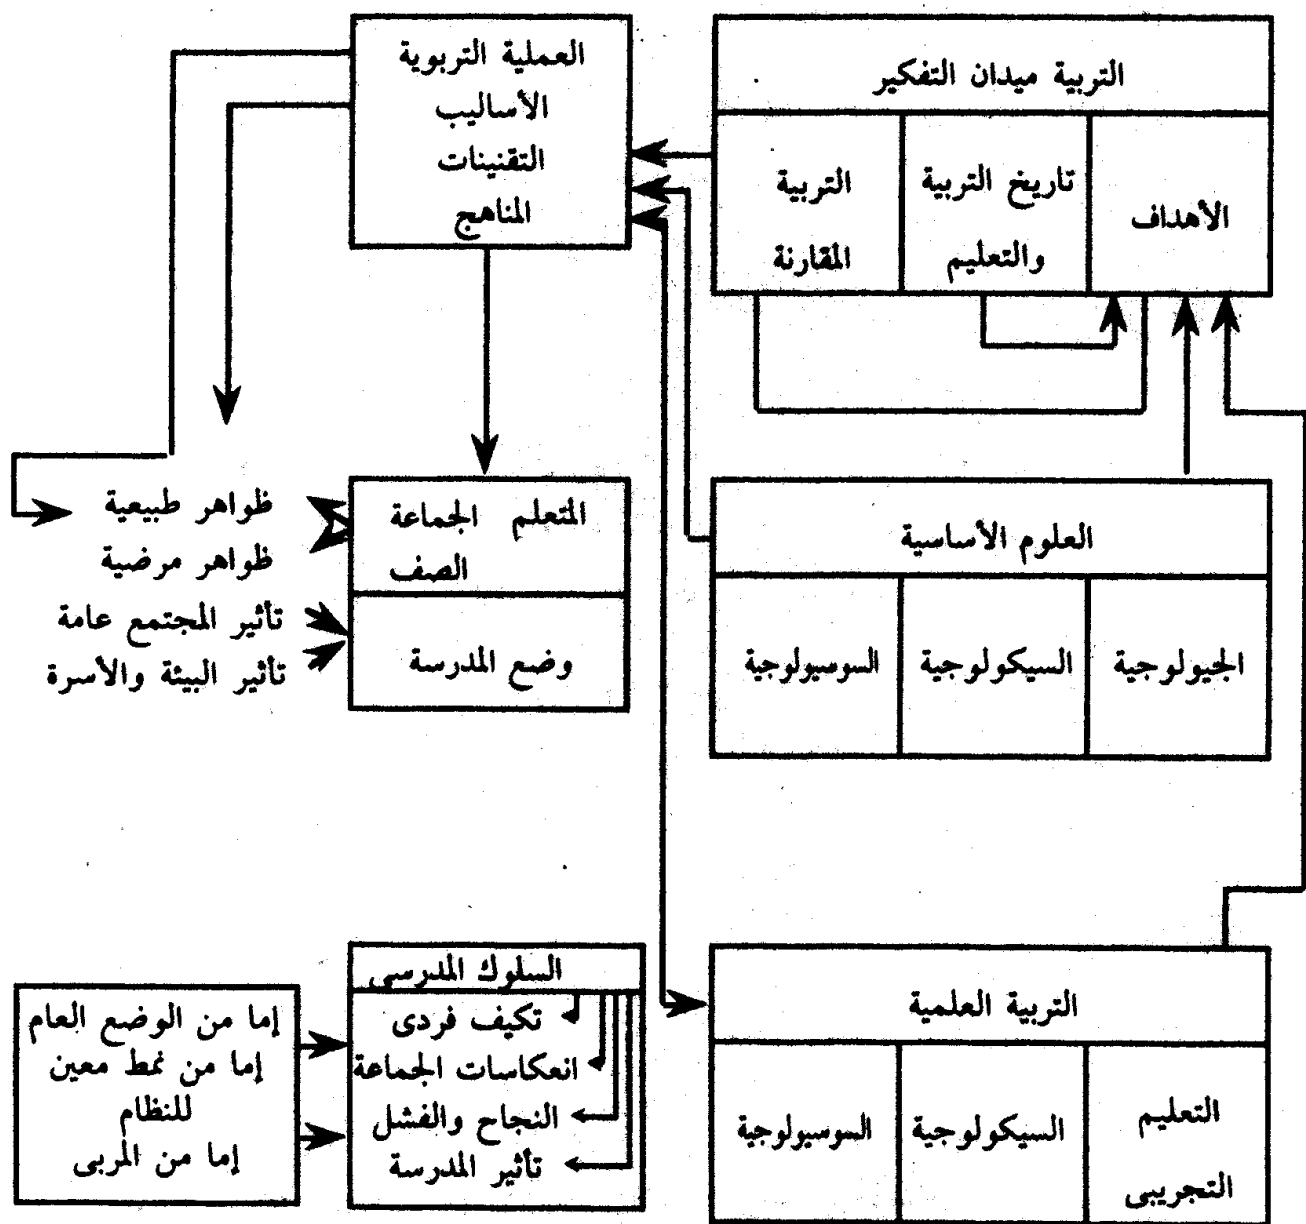 التربية ميدان التفكير
الأهداف
تاريخ التربية
والتعليم
التربية
المقارنة
العملية التربوية
الأساليب
التقنينات
المناهج
العلوم الأساسية
الجيولوجية
السيكولوجية
السوسيولوجية
المتعلم الجماعة
الصف
وضع المدرسة
ظواهر طبيعية
ظواهر مرضية
تأثير المجتمع عامة
تأثير البيئة والأسرة
التربية العلمية
التعليم
التجريبى
السيكولوجية
السوسيولوجية
السلوك المدرسى
تكيف فردى
انعكاسات الجماعة
النجاح والفشل
تأثير المدرسة
إما من الوضع العام
إما من نمط معين
للنظام
إما من المربى